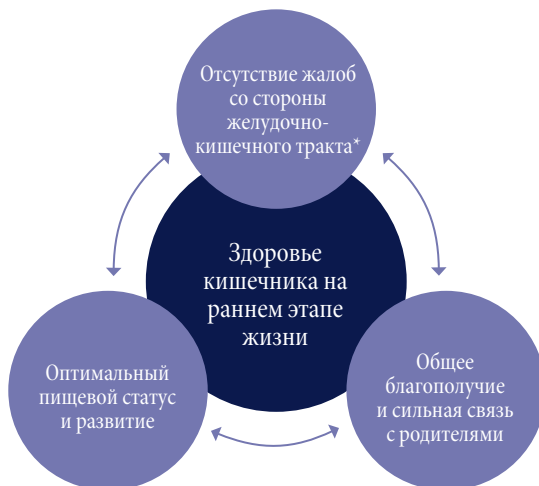 Отсутствие жалоб
со стороны
желудочно-
кишечного тракта*
Здоровье
кишечника на
раннем этапе
жизни
Оптимальный
пищевой статус
и развитие
Общее
благополучие
и сильная связь
с родителями